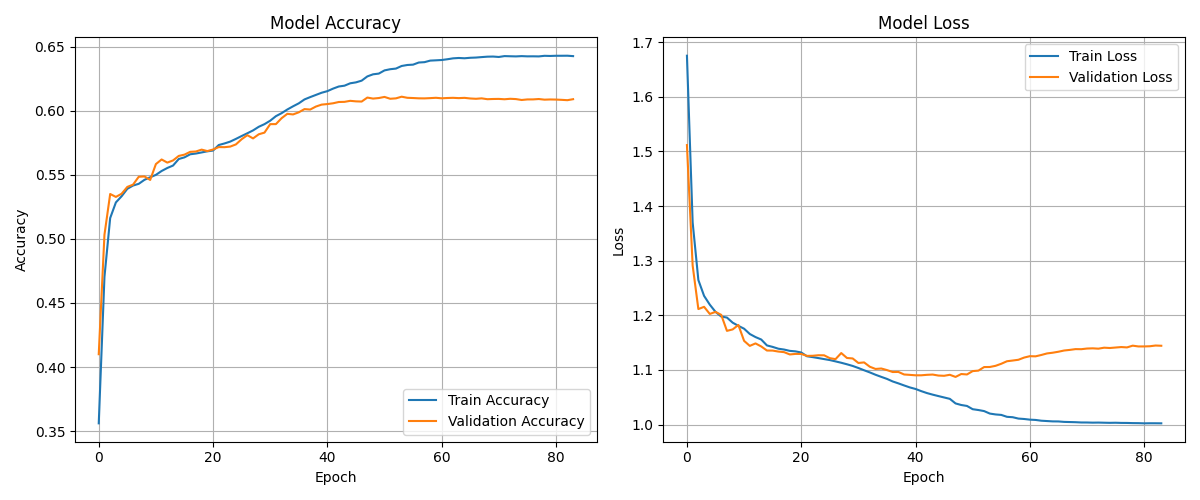 Model Accuracy
0.65
0.60
0.55
0.50
0.45
0.40
0.35
Accuracy
0
20
40
60
80
Epoch
Train Accuracy
Validation Accuracy
Model Loss
1.7
1.6
1.5
1.4
1.3
1.2
1.1
1.0
Loss
0
20
40
60
80
Epoch
Train Loss
Validation Loss